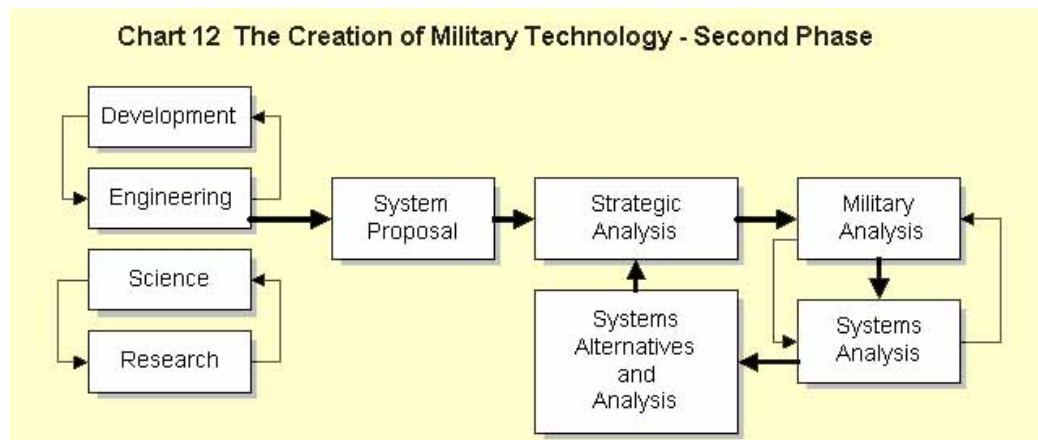 Chart 12 The Creation of Military Technology - Second Phase
Development
Engineering
Science
Research
System
Proposal
Strategic
Analysis
Military
Analysis
Systems
Alternatives
and
Analysis
Systems
Analysis